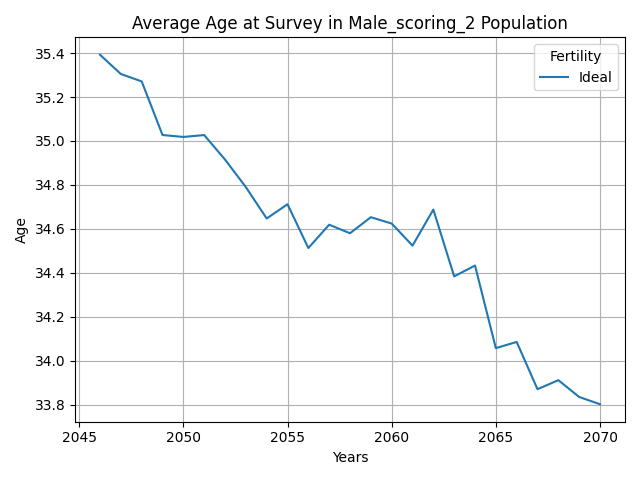 Average Age at Survey in Male_scoring_2 Population
Fertility
Ideal
Age
35.4
35.2
35.0
34.8
34.6
34.4
34.2
34.0
33.8
2045 2050 2055 2060 2065 2070
Years